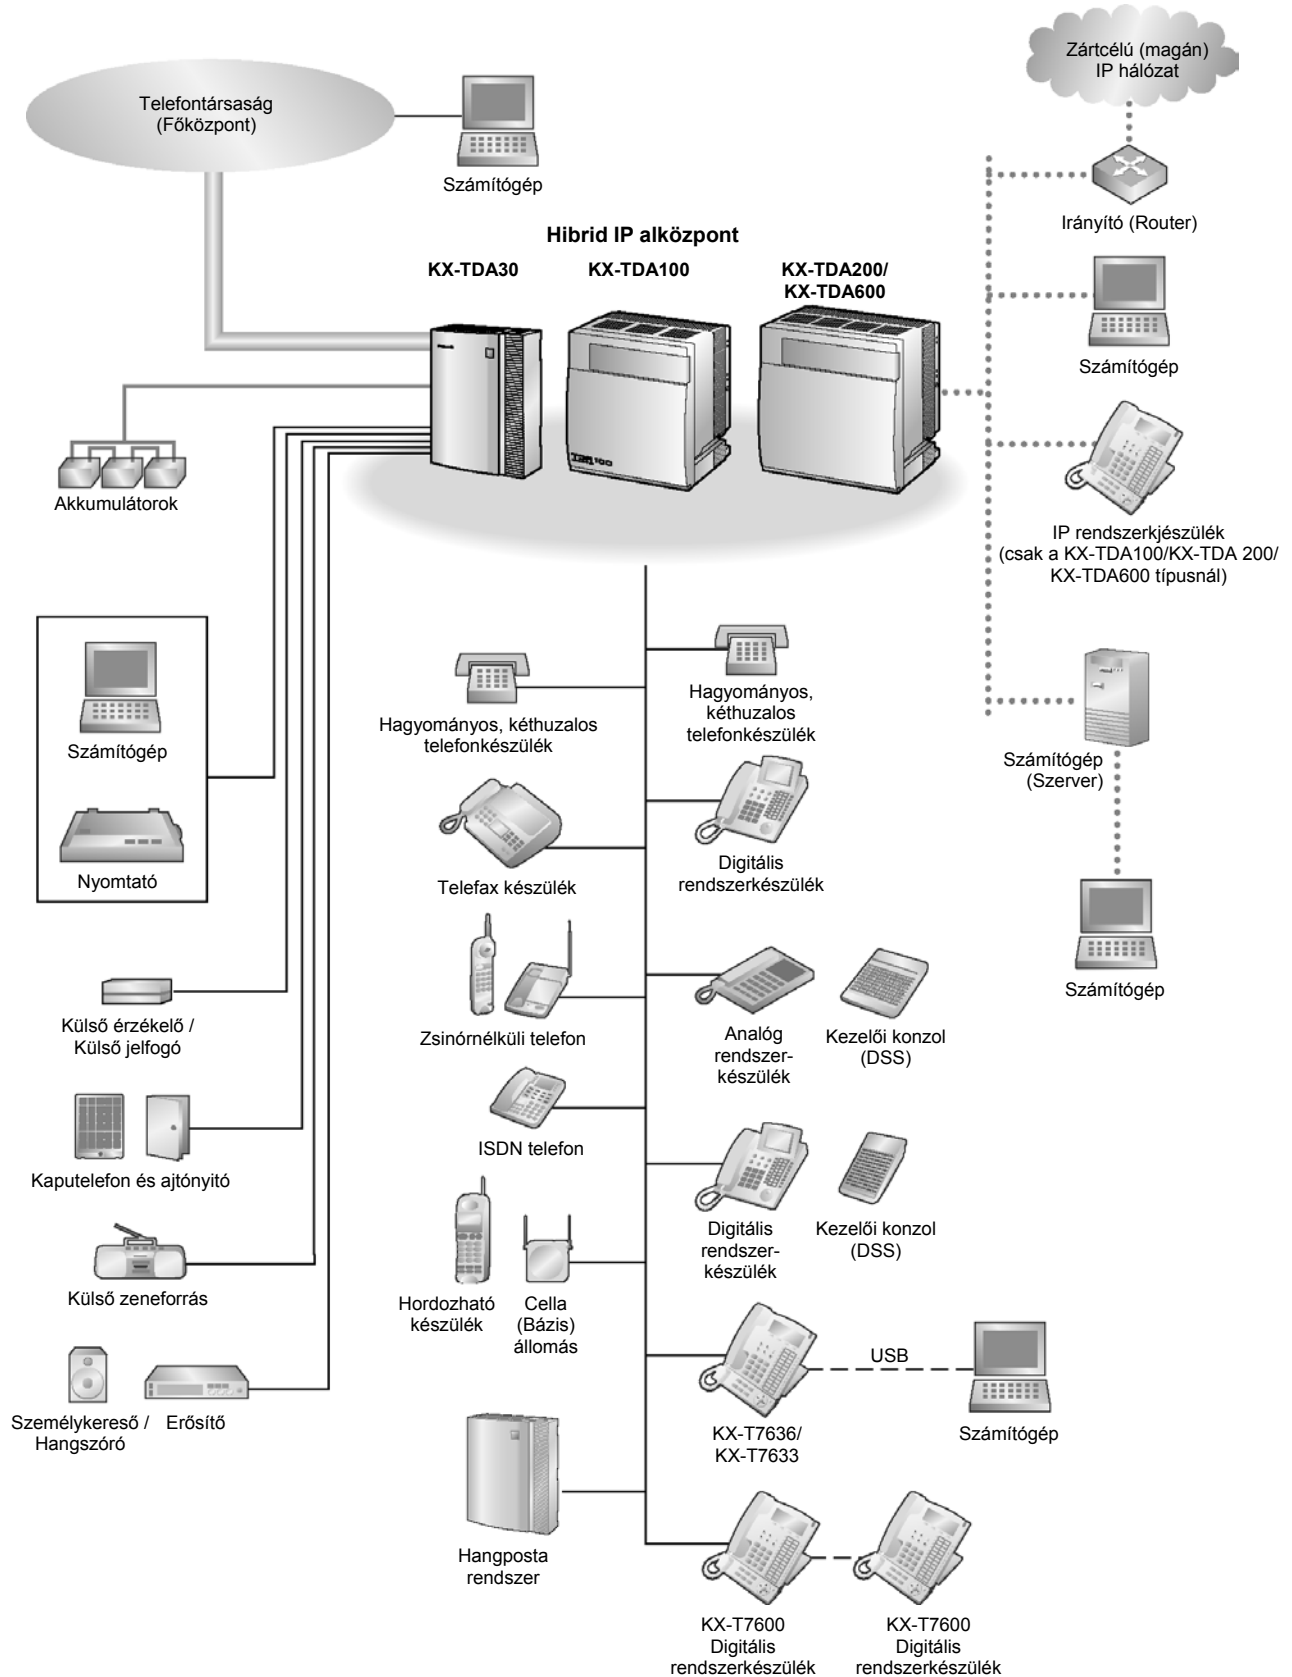 Zártcélú (magán)
IP hálózat
Telefontársaság
(Főközpont)
Számítógép
Irányító (Router)
Hibrid IP alközpont
KX-TDA30
KX-TDA100
KX-TDA200/
KX-TDA600
Számítógép
Akkumulátorok
IP rendszerkjészülék
(csak a KX-TDA100/KX-TDA 200/
KX-TDA600 típusnál)
Számítógép
Nyomtató
Hagyományos, kéthuzalos
telefonkészülék
Hagyományos,
kéthuzalos
telefonkészülék
Számítógép
(Szerver)
Telefax készülék
Digitális
rendszerkészülék
Számítógép
Külső érzékelő /
Külső jelfogó
Zsinórnélküli telefon
Analóg
rendszer-
készülék
Kezelői konzol
(DSS)
ISDN telefon
Kaputelefon és ajtónyitó
Digitális
rendszer-
készülék
Kezelői konzol
(DSS)
Külső zeneforrás
Hordozható
készülék
Cella
(Bázis)
állomás
USB
Személykereső /
Hangszóró
Erősítő
KX-T7636/
KX-T7633
Számítógép
Hangposta
rendszer
KX-T7600
Digitális
rendszerkészülék
KX-T7600
Digitális
rendszerkészülék